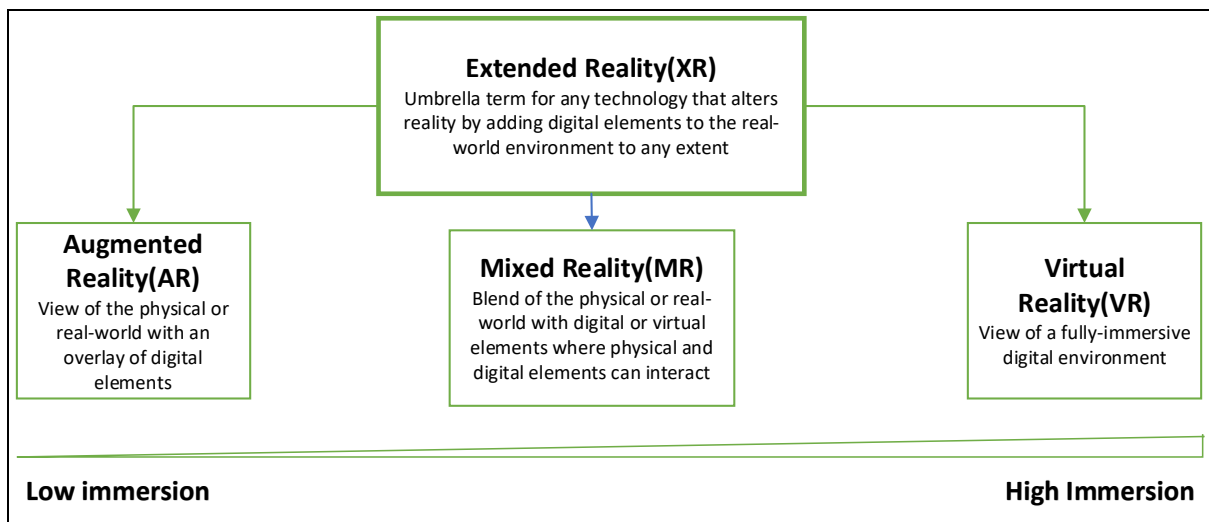 Extended Reality(XR)
Umbrella term for any technology that alters
reality by adding digital elements to the real-
world environment to any extent
Augmented
Reality(AR)
View of the physical or
real-world with an
overlay of digital
elements
Mixed Reality(MR)
Blend of the physical or real-
world with digital or virtual
elements where physical and
digital elements can interact
Virtual
Reality(VR)
View of a fully-immersive
digital environment
Low immersion
High Immersion